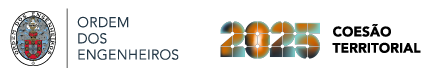 ORDEM
DOS
ENGENHEIROS
2025
COESÃO
TERRITORIAL